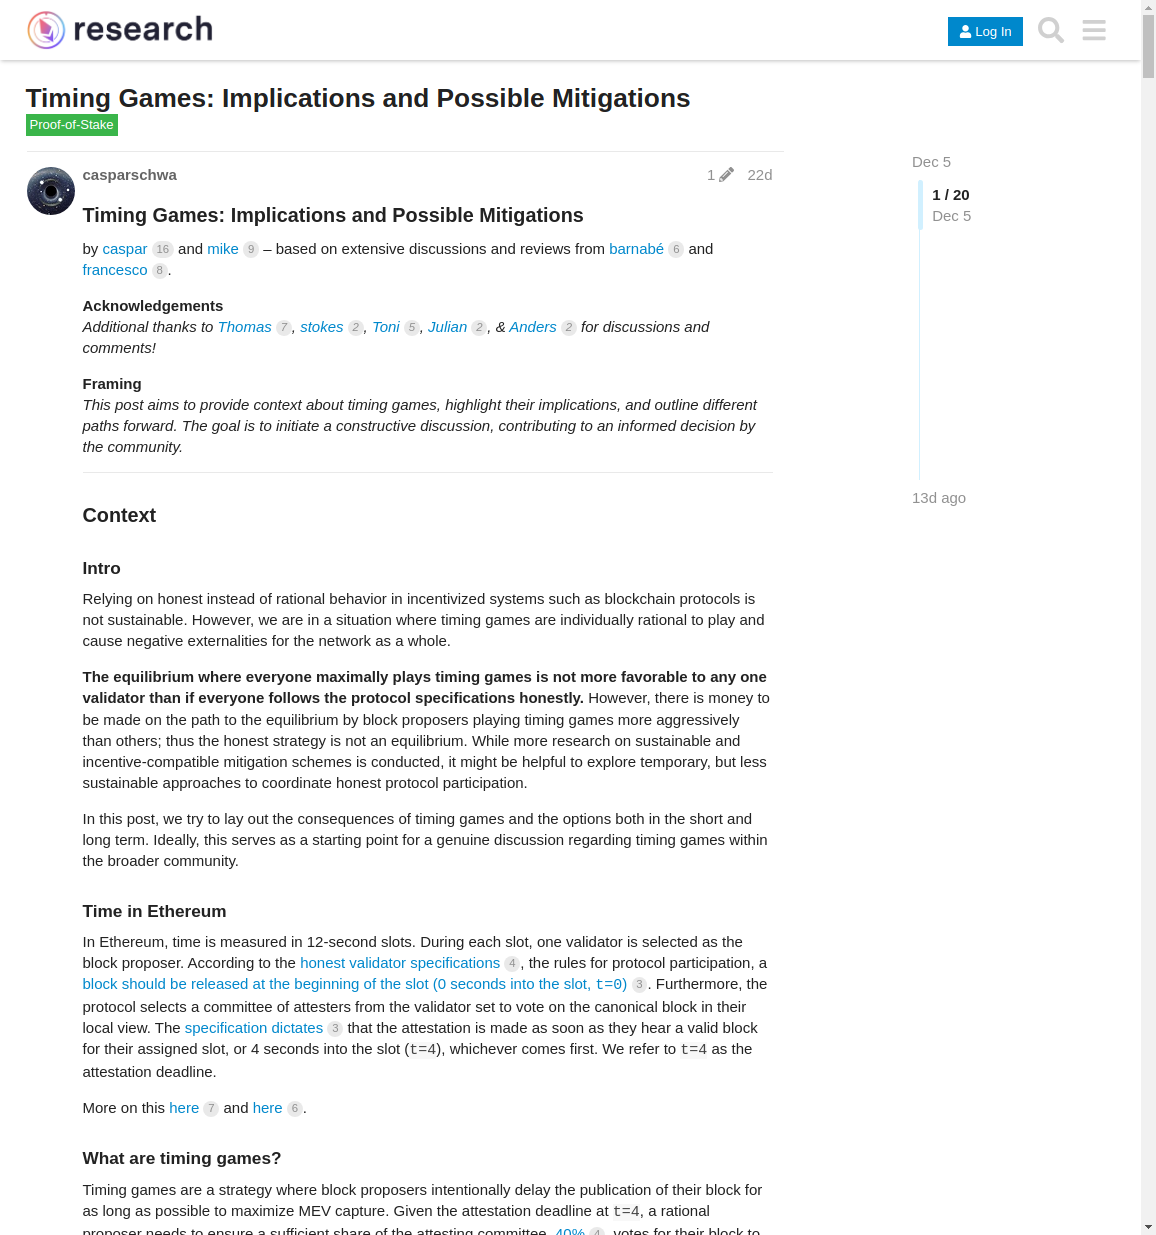 research
Log In
Timing Games: Implications and Possible Mitigations
Proof-of-Stake
casparschwa
1
22d
Dec 5
1 / 20
Dec 5
13d ago
Timing Games: Implications and Possible Mitigations
by caspar 16 and mike 9 – based on extensive discussions and reviews from barnabé 6 and
francesco 8.
Acknowledgements
Additional thanks to Thomas 7, stokes 2, Toni 5, Julian 2, & Anders 2 for discussions and
comments!
Framing
This post aims to provide context about timing games, highlight their implications, and outline different
paths forward. The goal is to initiate a constructive discussion, contributing to an informed decision by
the community.
Context
Intro
Relying on honest instead of rational behavior in incentivized systems such as blockchain protocols is
not sustainable. However, we are in a situation where timing games are individually rational to play and
cause negative externalities for the network as a whole.
The equilibrium where everyone maximally plays timing games is not more favorable to any one
validator than if everyone follows the protocol specifications honestly. However, there is money to
be made on the path to the equilibrium by block proposers playing timing games more aggressively
than others; thus the honest strategy is not an equilibrium. While more research on sustainable and
incentive-compatible mitigation schemes is conducted, it might be helpful to explore temporary, but less
sustainable approaches to coordinate honest protocol participation.
In this post, we try to lay out the consequences of timing games and the options both in the short and
long term. Ideally, this serves as a starting point for a genuine discussion regarding timing games within
the broader community.
Time in Ethereum
In Ethereum, time is measured in 12-second slots. During each slot, one validator is selected as the
block proposer. According to the honest validator specifications 4, the rules for protocol participation, a
block should be released at the beginning of the slot (0 seconds into the slot, t=0) 3. Furthermore, the
protocol selects a committee of attesters from the validator set to vote on the canonical block in their
local view. The specification dictates 3 that the attestation is made as soon as they hear a valid block
for their assigned slot, or 4 seconds into the slot (t=4), whichever comes first. We refer to t=4 as the
attestation deadline.
More on this here 7 and here 6.
What are timing games?
Timing games are a strategy where block proposers intentionally delay the publication of their block for
as long as possible to maximize MEV capture. Given the attestation deadline at t=4, a rational
proposer needs to ensure a sufficient share of the attesting committee, 40% 4, votes for their block to